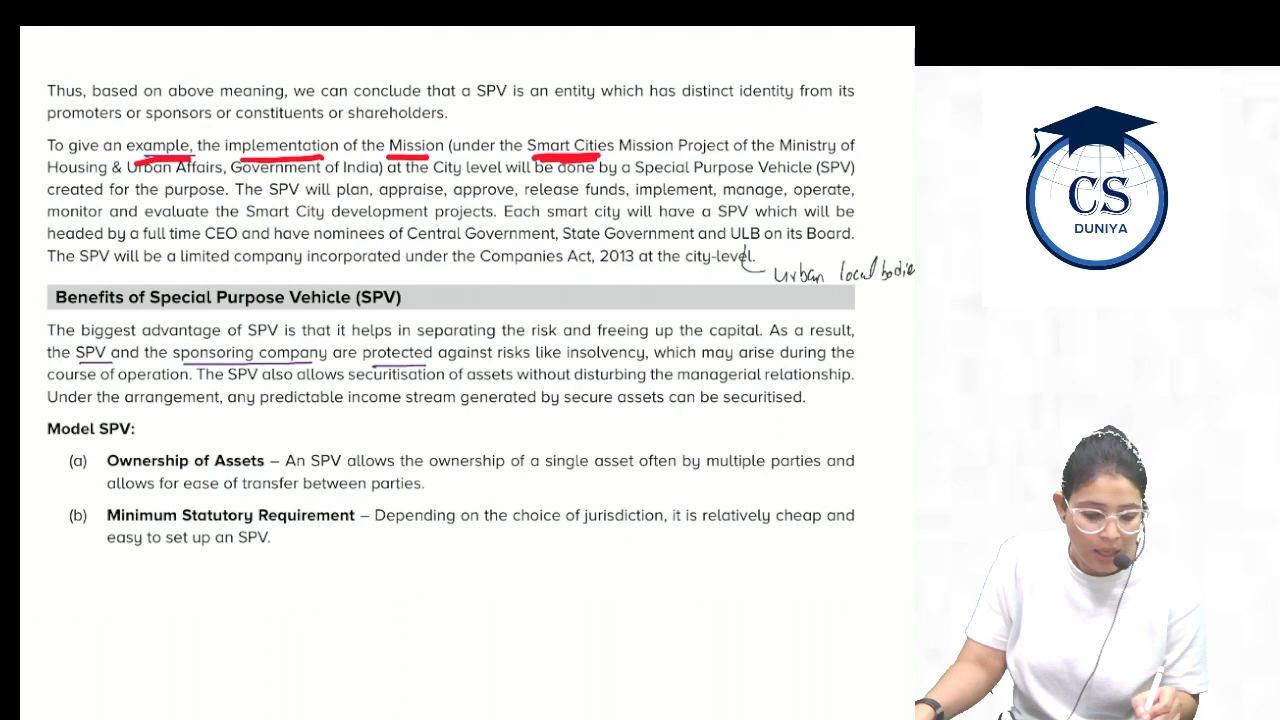 Thus, based on above meaning, we can conclude that a SPV is an entity which has distinct identity from its
promoters or sponsors or constituents or shareholders.
To give an example, the implementation of the Mission (under the Smart Cities Mission Project of the Ministry of
Housing & Urban Affairs, Government of India) at the City level will be done by a Special Purpose Vehicle (SPV)
created for the purpose. The SPV will plan, appraise, approve, release funds, implement, manage, operate,
monitor and evaluate the Smart City development projects. Each smart city will have a SPV which will be
headed by a full time CEO and have nominees of Central Government, State Government and ULB on its Board.
The SPV will be a limited company incorporated under the Companies Act, 2013 at the city-level.
Urban local bodie
Benefits of Special Purpose Vehicle (SPV)
The biggest advantage of SPV is that it helps in separating the risk and freeing up the capital. As a result,
the SPV and the sponsoring company are protected against risks like insolvency, which may arise during the
course of operation. The SPV also allows securitisation of assets without disturbing the managerial relationship.
Under the arrangement, any predictable income stream generated by secure assets can be securitised.
Model SPV:
(a) Ownership of Assets – An SPV allows the ownership of a single asset often by multiple parties and
allows for ease of transfer between parties.
(b) Minimum Statutory Requirement – Depending on the choice of jurisdiction, it is relatively cheap and
easy to set up an SPV.
CS
DUNIYA